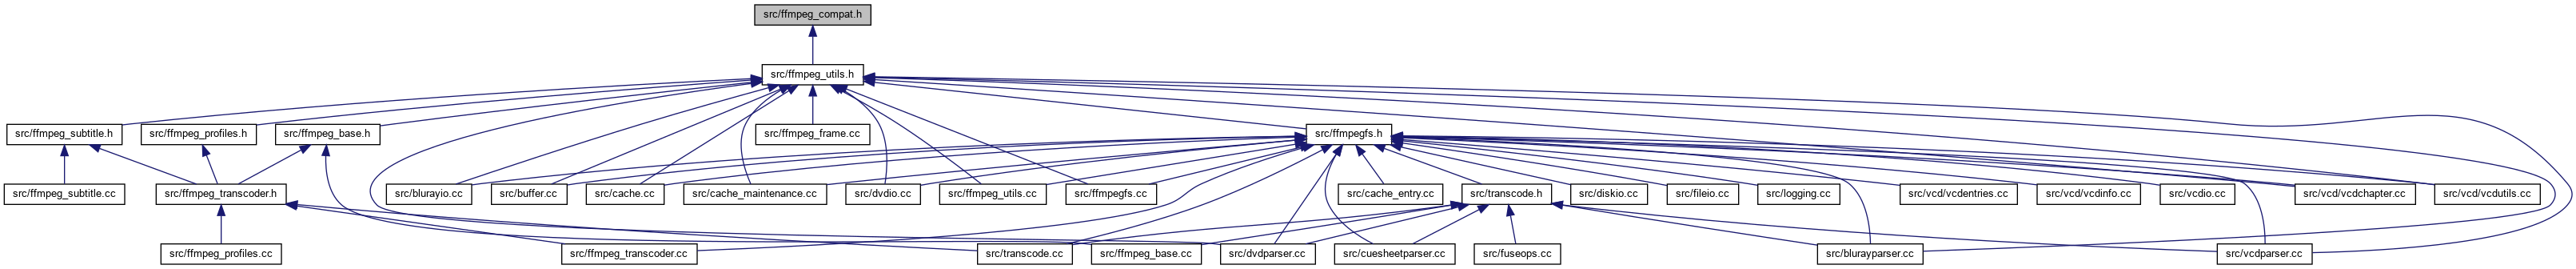 src/ffmpeg_compat.h
src/ffmpeg_utils.h
src/ffmpeg_subtitle.h
src/ffmpeg_profiles.h
src/ffmpeg_base.h
src/ffmpeg_frame.cc
src/ffmpegfs.h
src/ffmpeg_subtitle.cc
src/ffmpeg_transcoder.h
src/blurayio.cc
src/buffer.cc
src/cache.cc
src/cache_maintenance.cc
src/dvdio.cc
src/ffmpeg_utils.cc
src/ffmpegfs.cc
src/cache_entry.cc
src/transcode.h
src/diskio.cc
src/fileio.cc
src/logging.cc
src/vcd/vcdentries.cc
src/vcd/vcdinfo.cc
src/vcdio.cc
src/vcd/vcdchapter.cc
src/vcd/vcdutils.cc
src/ffmpeg_profiles.cc
src/ffmpeg_transcoder.cc
src/transcode.cc
src/ffmpeg_base.cc
src/dvdparser.cc
src/cuesheetparser.cc
src/fuseops.cc
src/blurayparser.cc
src/vcdparser.cc